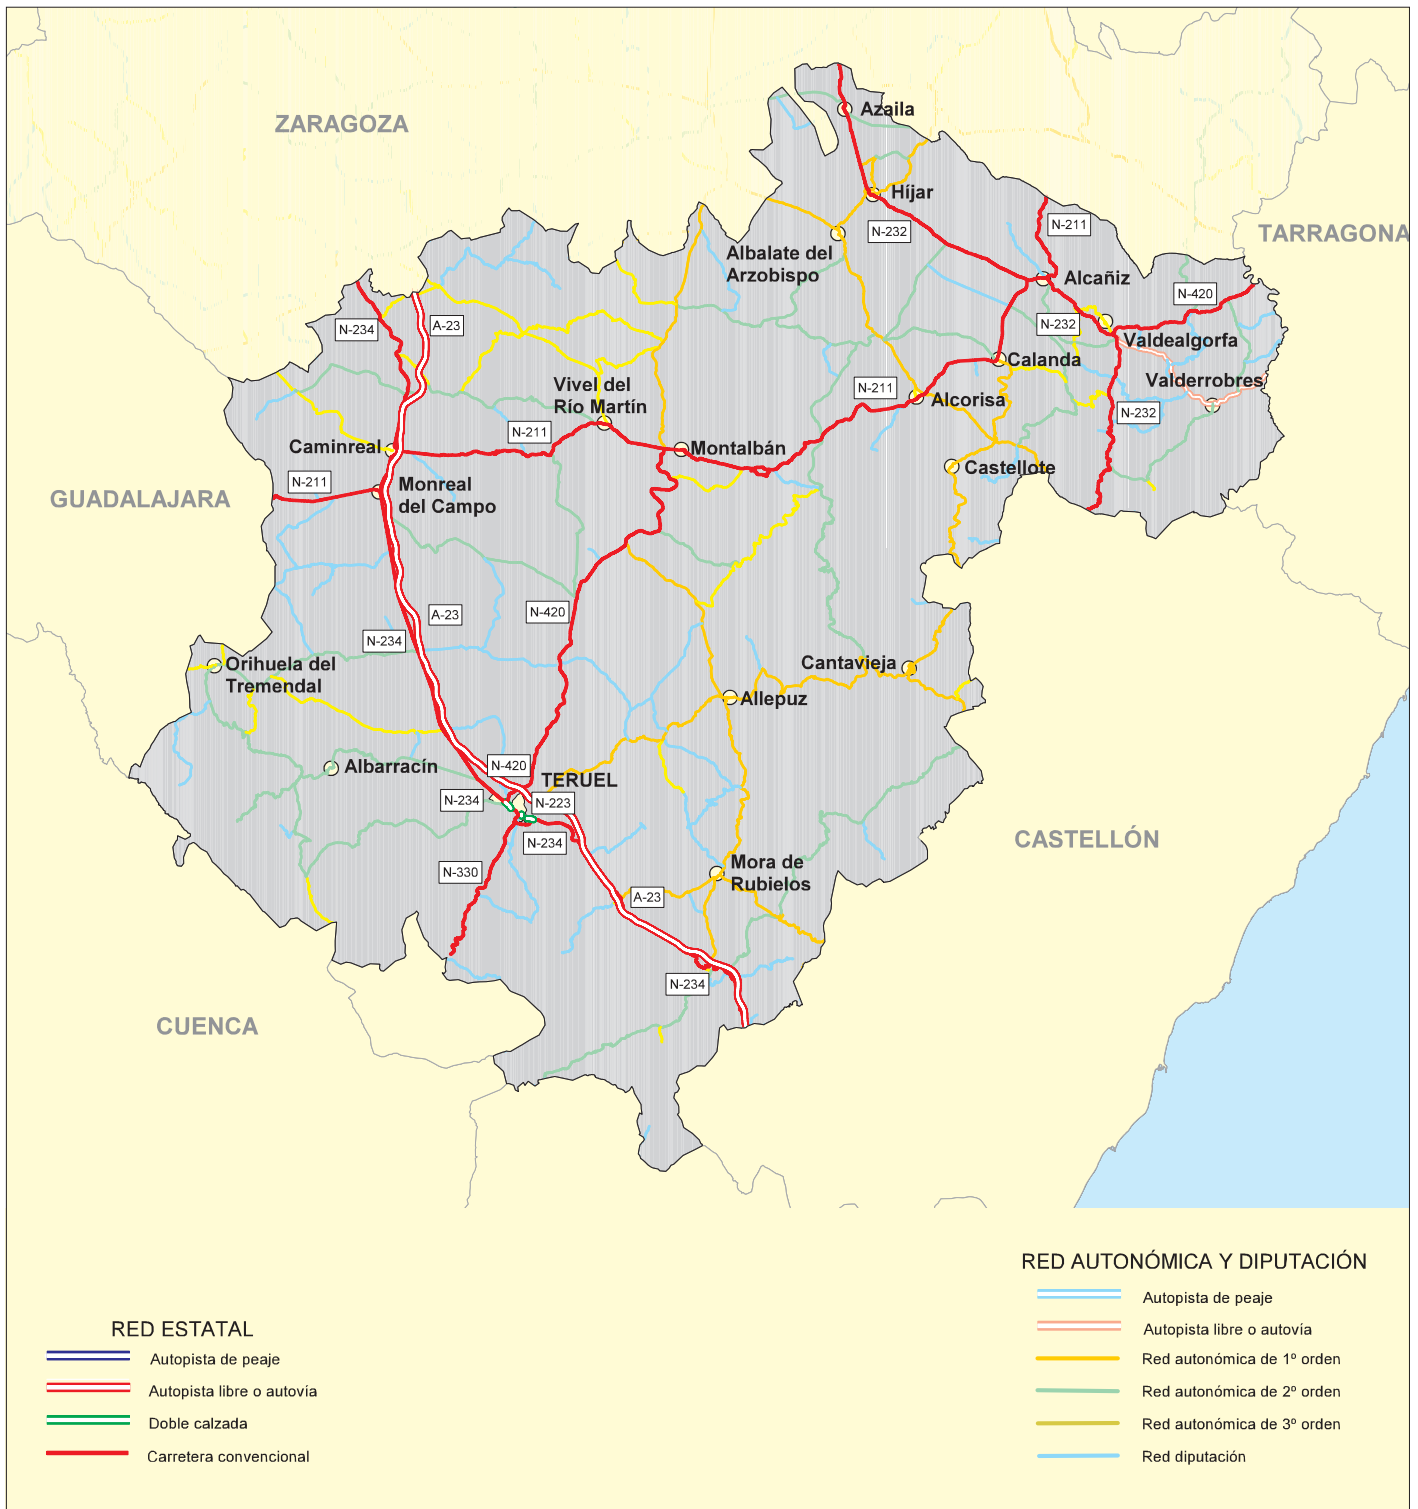 ZARAGOZA
Azaila
Híjar
N-211
N-232
TARRAGONA
Albalate del
Arzobispo
Alcañiz
N-420
N-234
A-23
N-232
Valdealgorfa
Calanda
Valderrobres
Vivel del
Río Martín
N-211
Alcorisa
N-232
N-211
Caminreal
Montalbán
Castellote
N-211
Monreal
del Campo
GUADALAJARA
A-23
N-420
N-234
Orihuela del
Tremendal
Cantavieja
Allepuz
Albarracín
N-420
TERUEL
N-234
N-223
N-234
CASTELLÓN
N-330
Mora de
Rubielos
A-23
N-234
CUENCA
RED ESTATAL
Autopista de peaje
Autopista libre o autovía
Doble calzada
Carretera convencional
RED AUTONÓMICA Y DIPUTACIÓN
Autopista de peaje
Autopista libre o autovía
Red autonómica de 1º orden
Red autonómica de 2º orden
Red autonómica de 3º orden
Red diputación